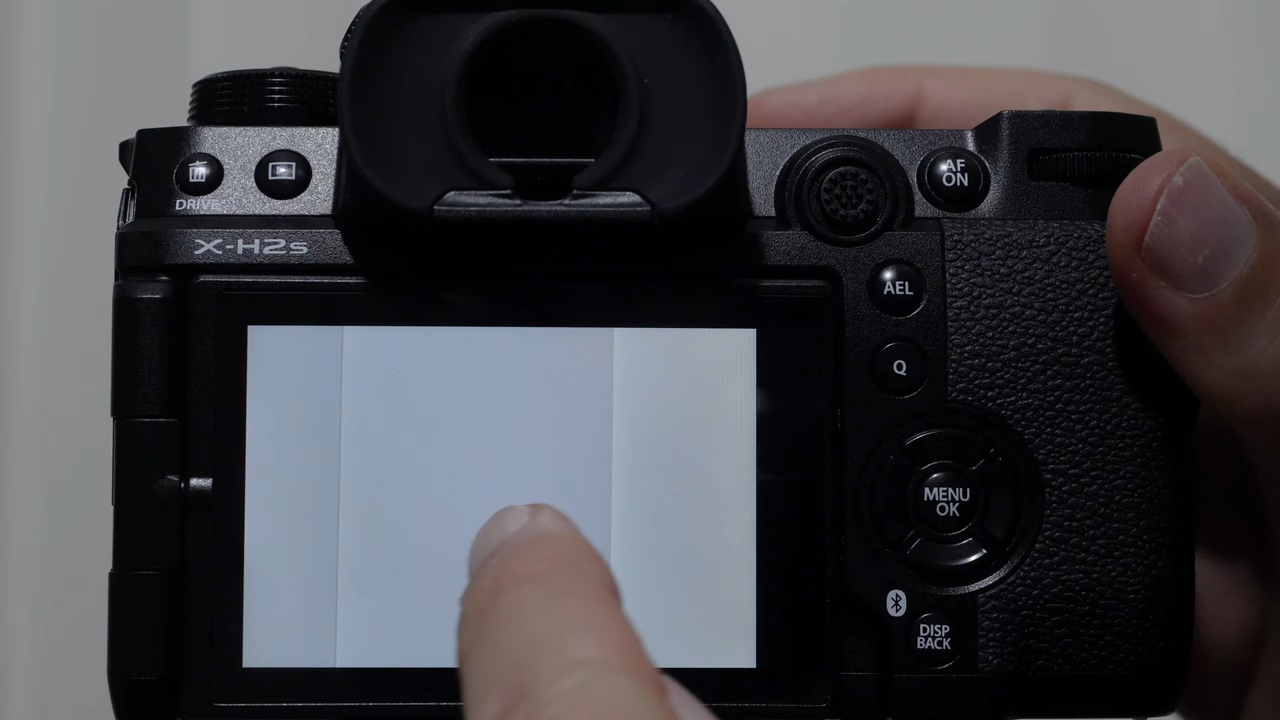 DRIVE
X-H2S
AF
ON
AEL
Q
MENU
OK
DISP
BACK